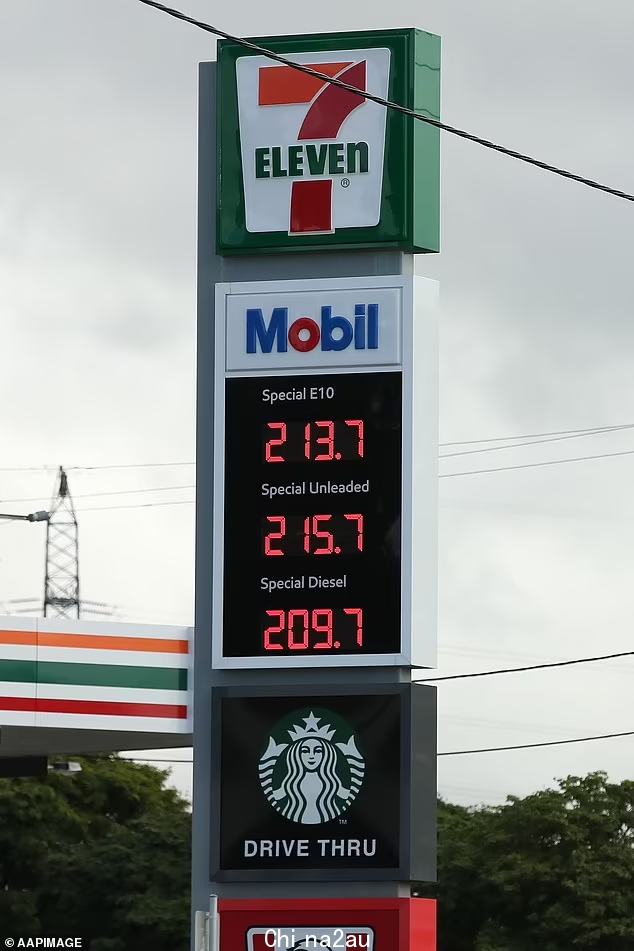 7
ELEVEN
®
Mobil
Special E10
213.7
Special Unleaded
215.7
Special Diesel
209.7
TM
DRIVE THRU
© AAPIMAGE
Chi na2au